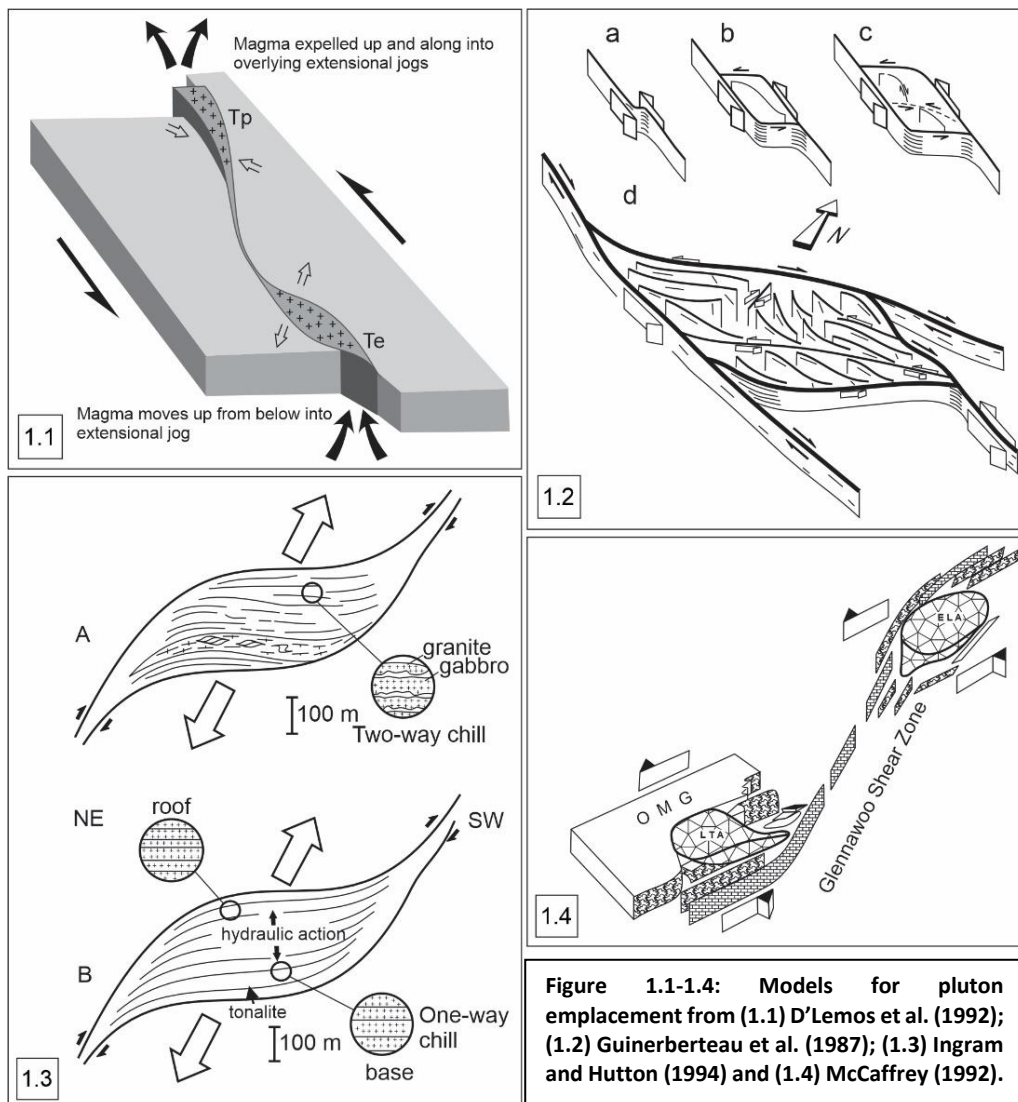 Magma expelled up and along into
overlying extensional jogs
Tp
Te
Magma moves up from below into
extensional jog
1.1
a
b
c
d
N
1.2
A
granite
gabbro
100 m
Two-way chill
NE
roof
SW
hydraulic action
B
tonalite
100 m
One-way
chill
base
1.3
ELA
OMG
LTA
Glennawoo Shear Zone
1.4
Figure 1.1-1.4: Models for pluton
emplacement from (1.1) D’Lemos et al. (1992);
(1.2) Guinerberteau et al. (1987); (1.3) Ingram
and Hutton (1994) and (1.4) McCaffrey (1992).